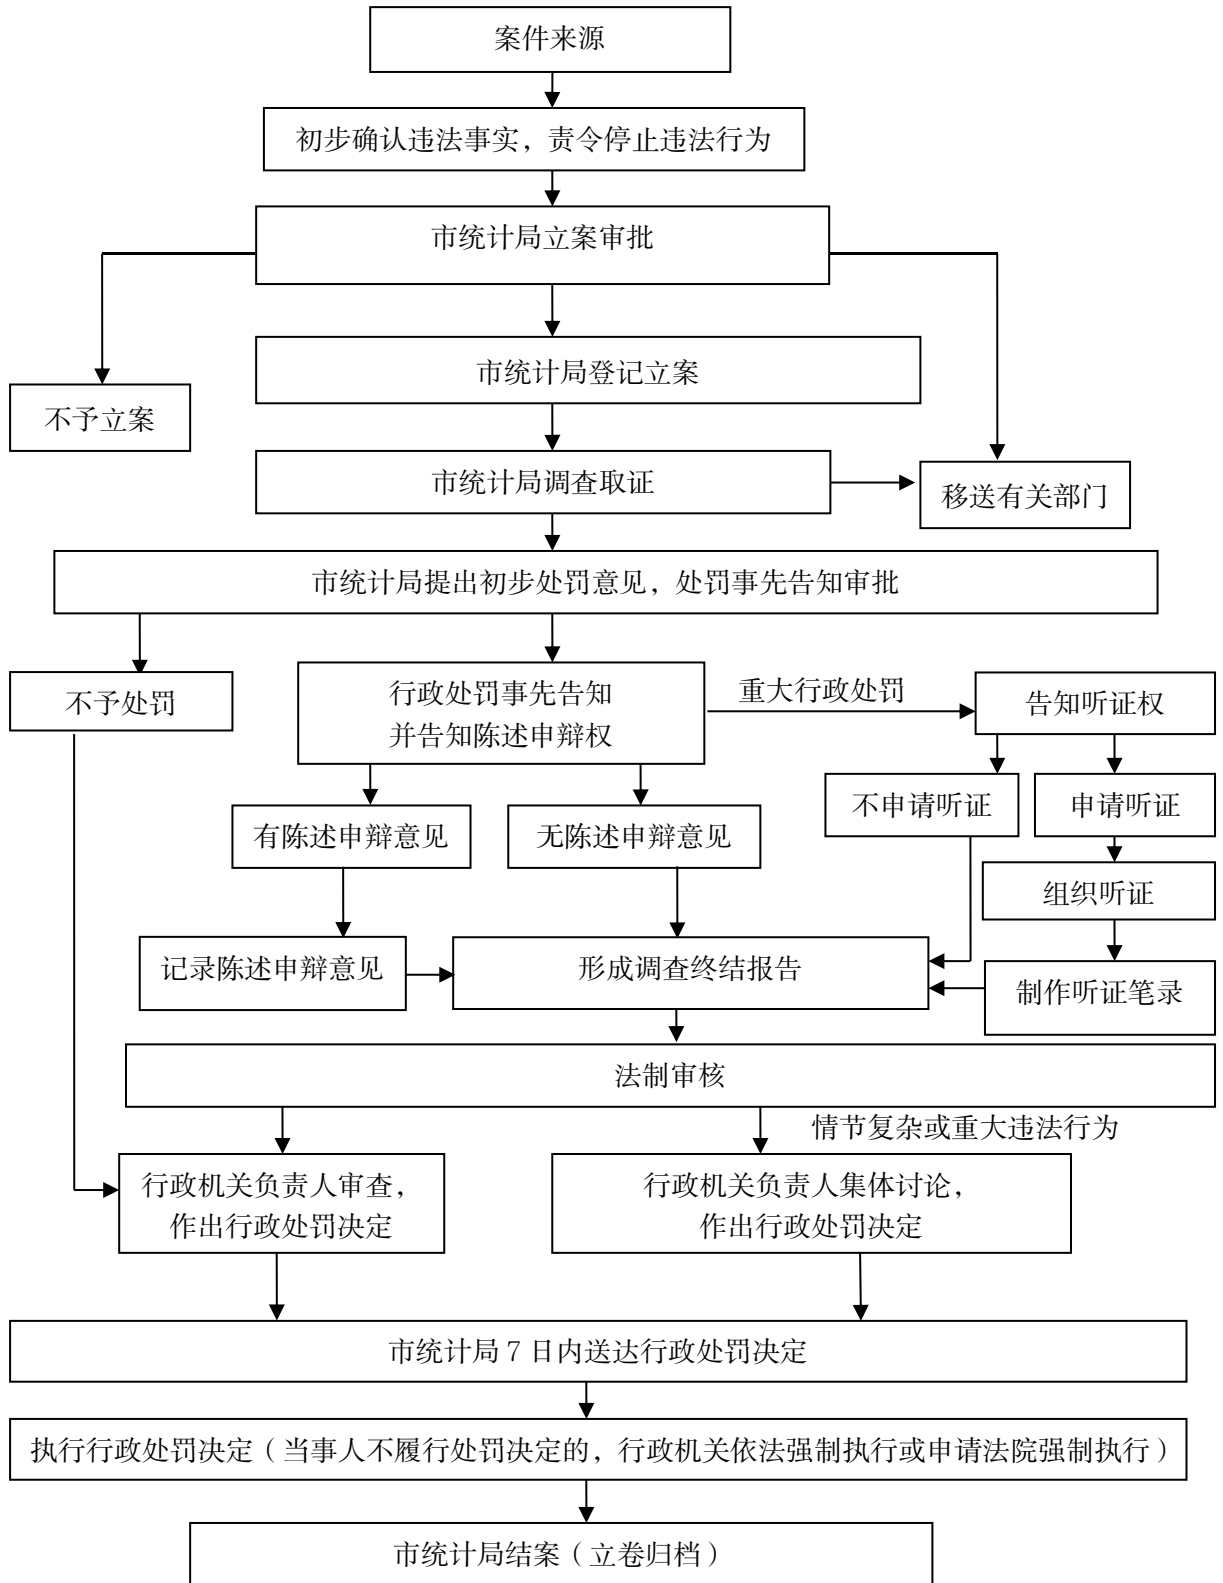 案件来源
初步确认违法事实，责令停止违法行为
市统计局立案审批
市统计局登记立案
不予立案
市统计局调查取证
移送有关部门
市统计局提出初步处罚意见，处罚事先告知审批
不予处罚
行政处罚事先告知
并告知陈述申辩权
重大行政处罚
告知听证权
不申请听证
申请听证
有陈述申辩意见
无陈述申辩意见
组织听证
记录陈述申辩意见
形成调查终结报告
制作听证笔录
法制审核
情节复杂或重大违法行为
行政机关负责人审查，
作出行政处罚决定
行政机关负责人集体讨论，
作出行政处罚决定
市统计局 7 日内送达行政处罚决定
执行行政处罚决定（当事人不履行处罚决定的，行政机关依法强制执行或申请法院强制执行）
市统计局结案（立卷归档）